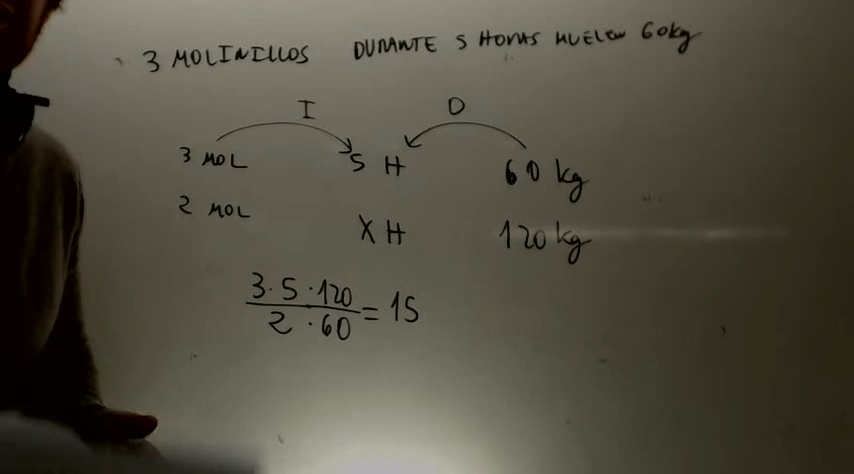 3 MOLINILLOS DURANTE 5 HORAS MUELEN 60kg
I D
3 MOL 5 H 60 kg
2 MOL X H 120 kg
3·5·120
2·60
= 15